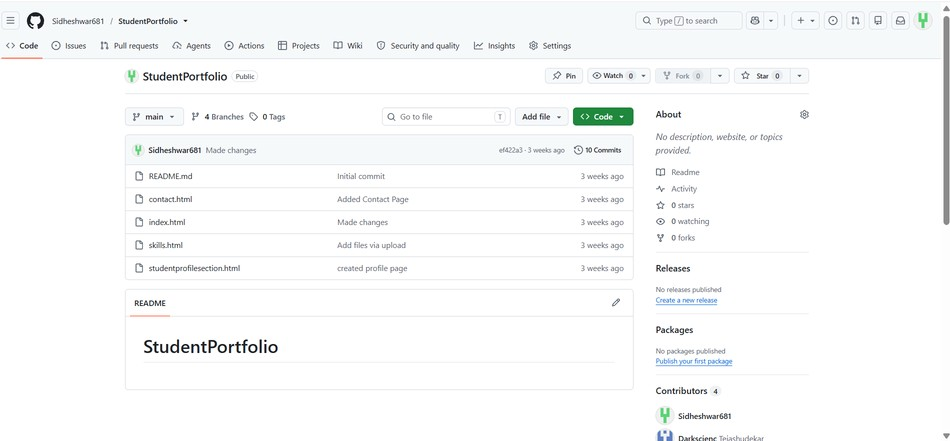 Sidheshwar681 / StudentPortfolio
Type / to search
Code Issues Pull requests Agents Actions Projects Wiki Security and quality Insights Settings
StudentPortfolio Public
Pin Watch 0 Fork 0 Star 0
main 4 Branches 0 Tags
Go to file T Add file Code
Sidheshwar681 Made changes ef422a3 · 3 weeks ago 10 Commits
README.md Initial commit 3 weeks ago
contact.html Added Contact Page 3 weeks ago
index.html Made changes 3 weeks ago
skills.html Add files via upload 3 weeks ago
studentprofilesection.html created profile page 3 weeks ago
README
StudentPortfolio
About
No description, website, or topics
provided.
Readme
Activity
0 stars
0 watching
0 forks
Releases
No releases published
Create a new release
Packages
No packages published
Publish your first package
Contributors 4
Sidheshwar681
Darkscienc Tejashudekar